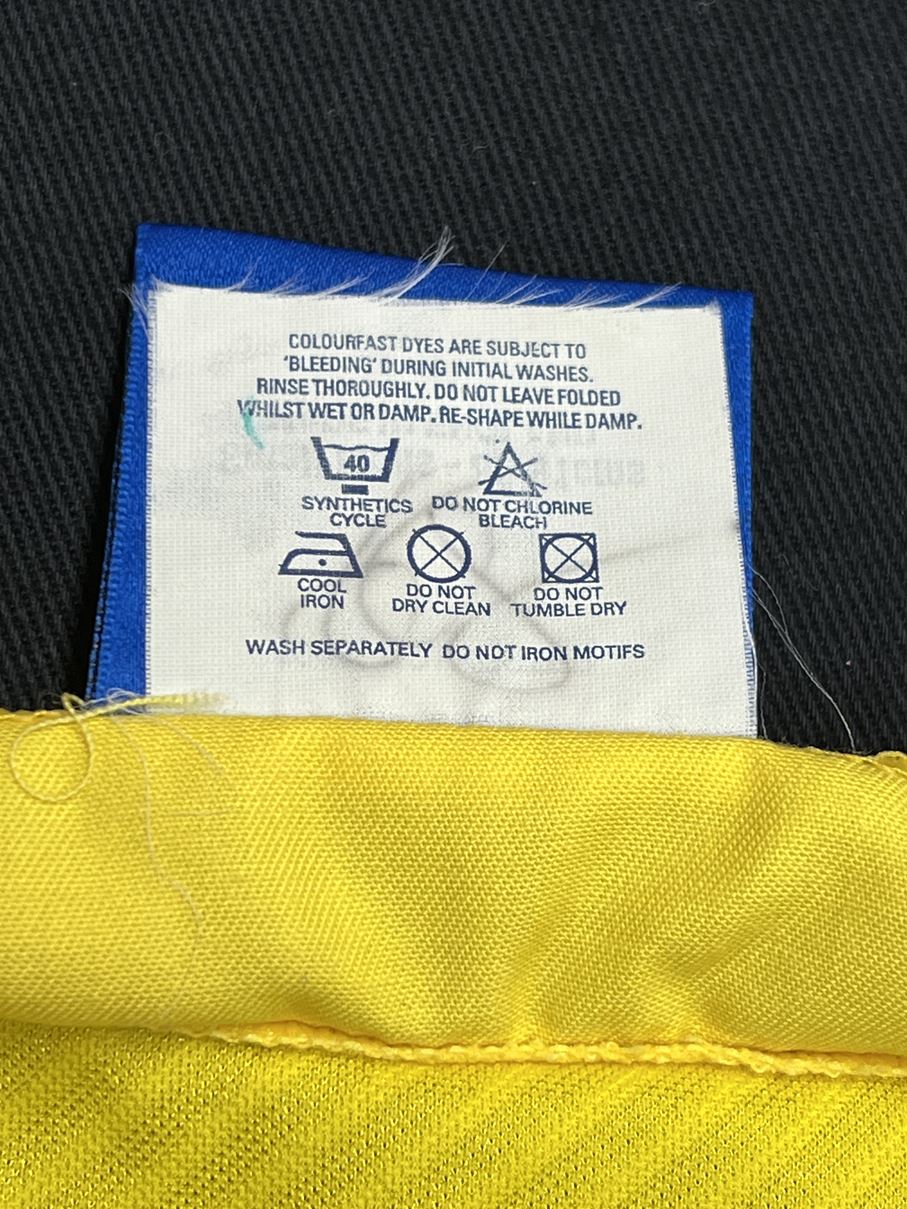 COLOURFAST DYES ARE SUBJECT TO
'BLEEDING' DURING INITIAL WASHES.
RINSE THOROUGHLY. DO NOT LEAVE FOLDED
WHILST WET OR DAMP. RE-SHAPE WHILE DAMP.
40
SYNTHETICS CYCLE
DO NOT CHLORINE BLEACH
COOL IRON
DO NOT DRY CLEAN
DO NOT TUMBLE DRY
WASH SEPARATELY DO NOT IRON MOTIFS